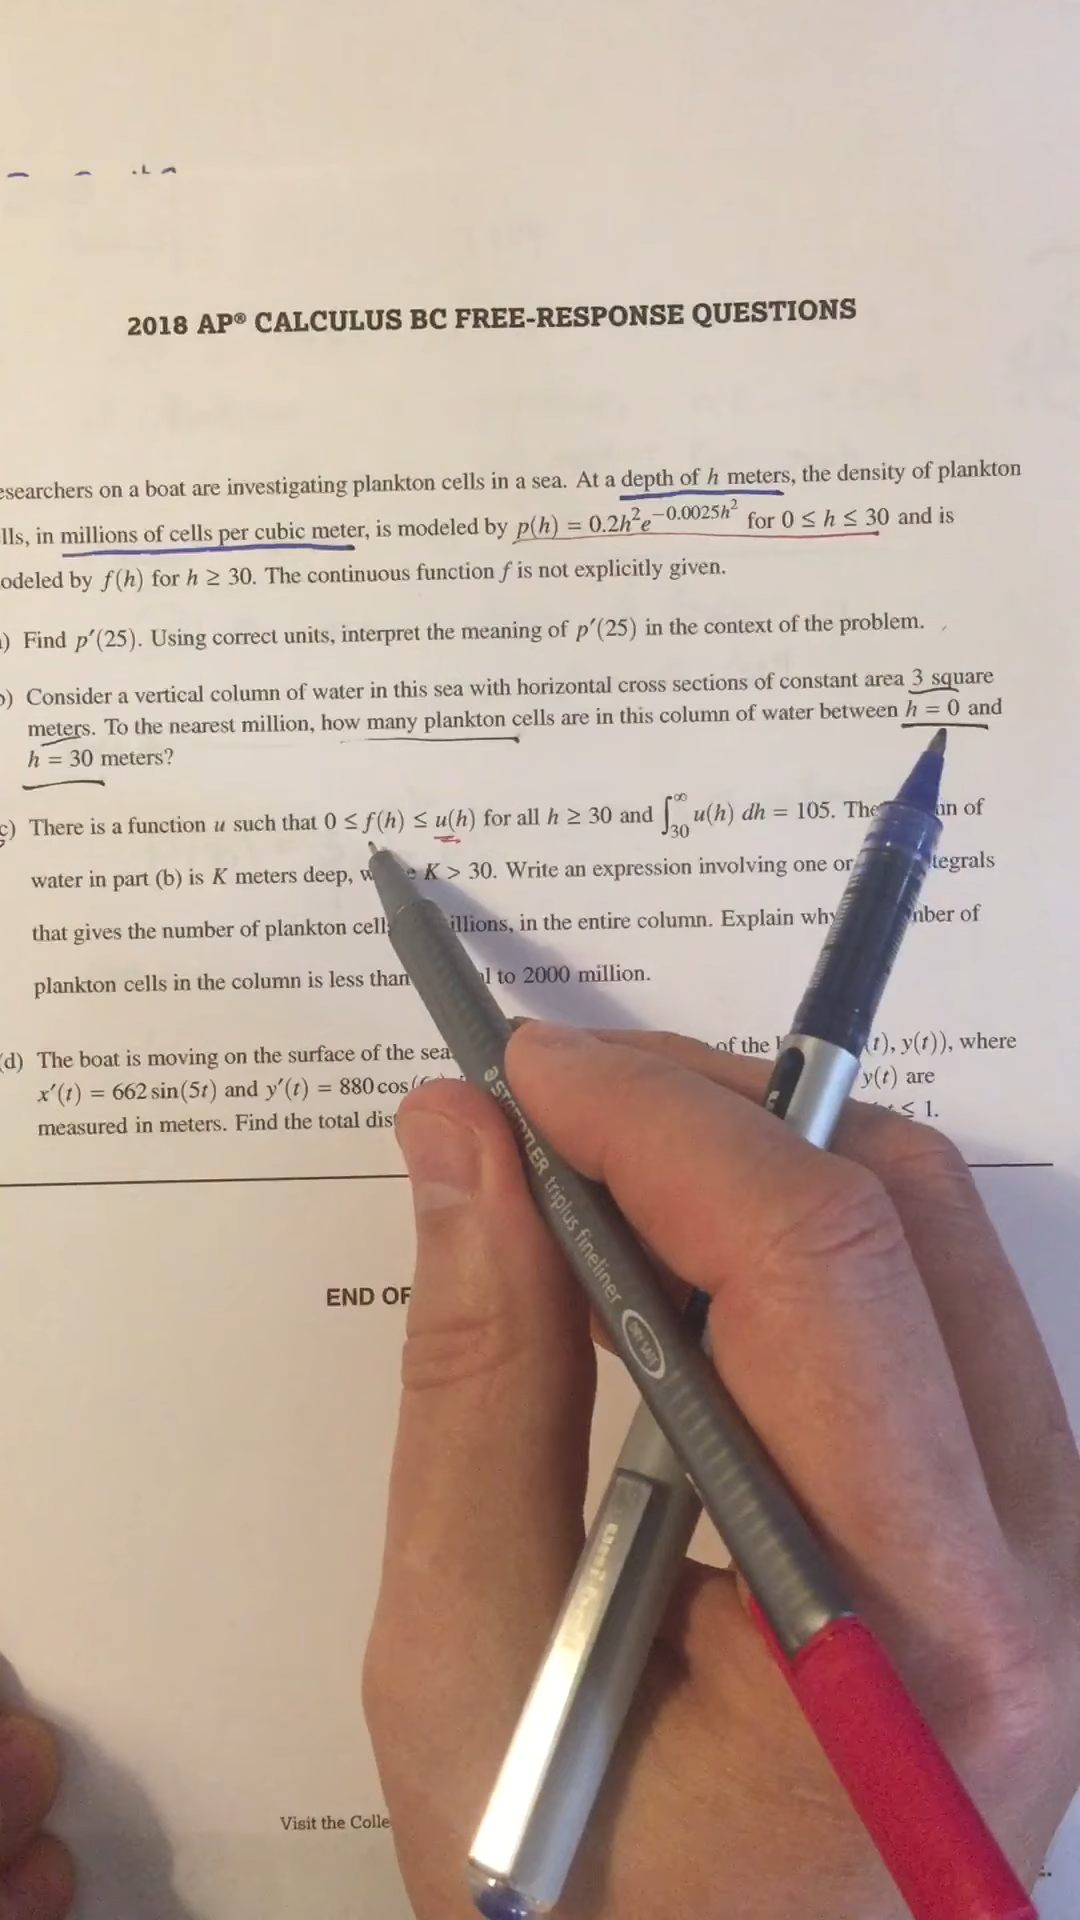 2018 AP® CALCULUS BC FREE-RESPONSE QUESTIONS
esearchers on a boat are investigating plankton cells in a sea. At a depth of h meters, the density of plankton
lls, in millions of cells per cubic meter, is modeled by p(h) = 0.2h²e^{−0.0025h²} for 0 ≤ h ≤ 30 and is
odeled by f(h) for h ≥ 30. The continuous function f is not explicitly given.
) Find p′(25). Using correct units, interpret the meaning of p′(25) in the context of the problem.
) Consider a vertical column of water in this sea with horizontal cross sections of constant area 3 square
meters. To the nearest million, how many plankton cells are in this column of water between h = 0 and
h = 30 meters?
c) There is a function u such that 0 ≤ f(h) ≤ u(h) for all h ≥ 30 and ∫₃₀^∞ u(h) dh = 105. The of
water in part (b) is K meters deep, K > 30. Write an expression involving one or
that gives the number of plankton in the entire column. Explain why of
plankton cells in the column is less than to 2000 million.
(d) The boat is moving on the surface of the sea. of the (t), y(t)), where
x′(t) = 662 sin(5t) and y′(t) = 880 cos( y(t) are
measured in meters. Find the total ≤ 1.
END OF
Visit the
STAEDTLER triplus fineliner
DRY SAFE